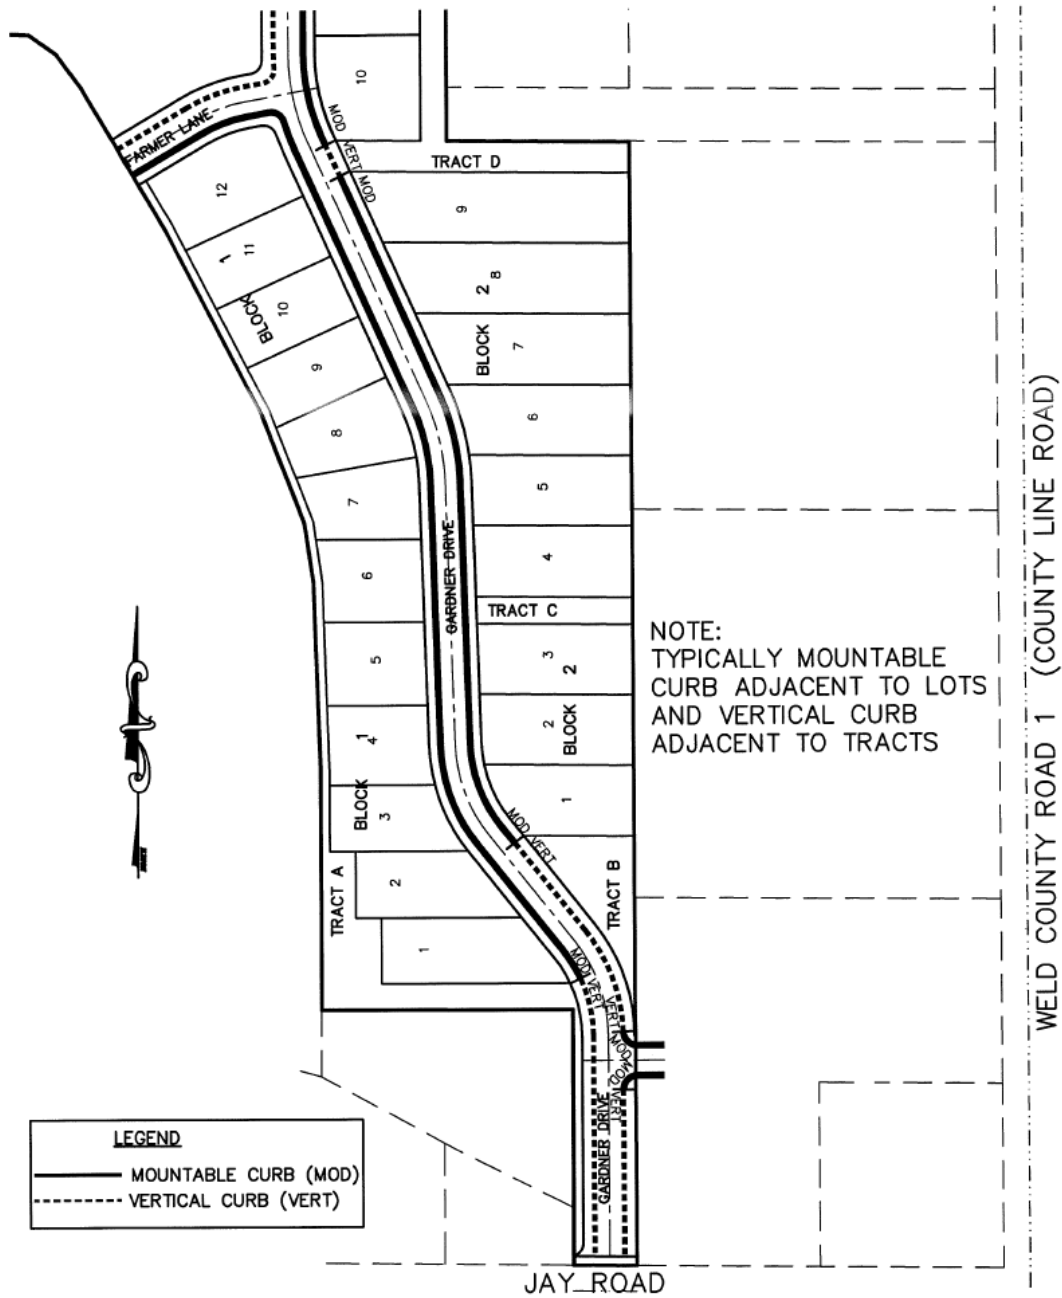 10
MOD
VERT
MOD
FARMER LANE
TRACT D
12
9
11
1
BLOCK
10
8
2
BLOCK
7
9
6
8
5
7
GARDNER DRIVE
4
6
TRACT C
NOTE:
TYPICALLY MOUNTABLE
CURB ADJACENT TO LOTS
AND VERTICAL CURB
ADJACENT TO TRACTS
WELD COUNTY ROAD 1 (COUNTY LINE ROAD)
3
2
5
2
BLOCK
1
4
BLOCK
3
1
MOD
VERT
TRACT A
2
TRACT B
1
MOD
VERT
VERT
MOD
MOD
VERT
GARDNER DRIVE
LEGEND
MOUNTABLE CURB (MOD)
VERTICAL CURB (VERT)
JAY ROAD